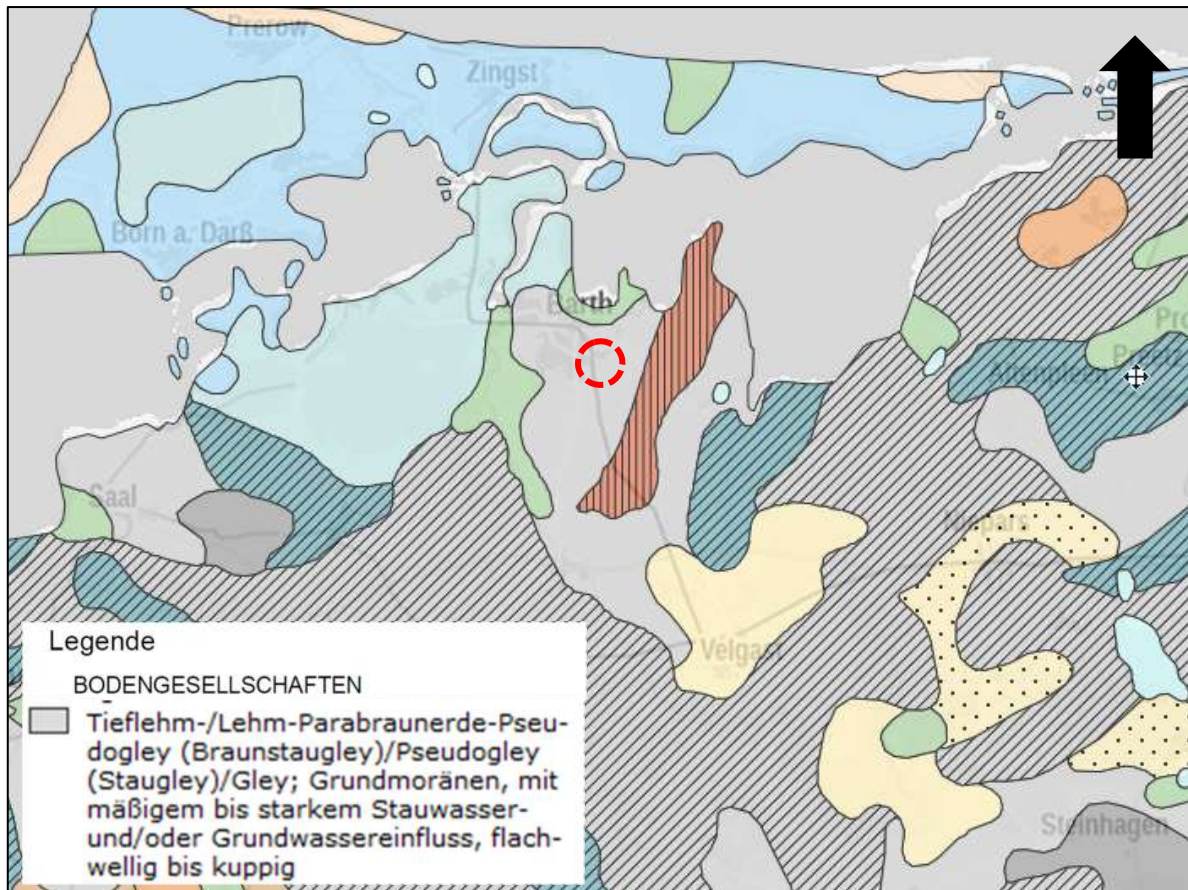 Prerow
Zingst
Born a. Darß
Barth
Saal
Velgast
Steinhagen
Legende
BODENGESELLSCHAFTEN
Tieflehm-/Lehm-Parabraunerde-Pseu-
dogley (Braunstaugley)/Pseudogley
(Staugley)/Gley; Grundmoränen, mit
mäßigem bis starkem Stauwasser-
und/oder Grundwassereinfluss, flach-
wellig bis kuppig